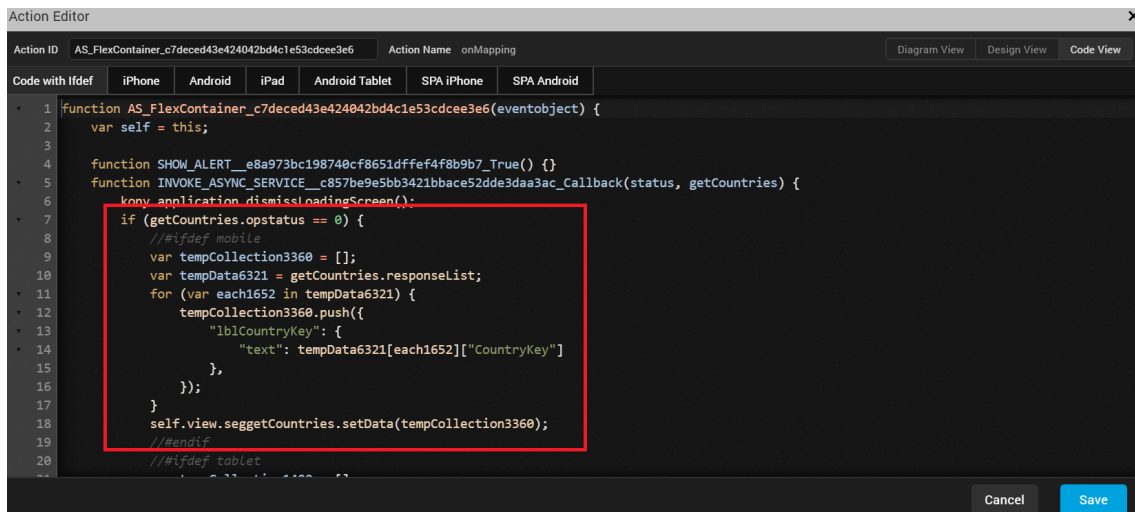 Action Editor
Action ID AS_FlexContainer_c7deced43e424042bd4c1e53cdcee3e6 Action Name onMapping Diagram View Design View Code View
Code with Ifdef iPhone Android iPad Android Tablet SPA iPhone SPA Android
1 function AS_FlexContainer_c7deced43e424042bd4c1e53cdcee3e6(eventobject) {
2 var self = this;
3
4 function SHOW_ALERT__e8a973bc198740cf8651dffef4f8b9b7_True() {}
5 function INVOKE_ASYNC_SERVICE__c857be9e5bb3421bbace52dde3daa3ac_Callback(status, getCountries) {
6 kony.application.dismissLoadingScreen();
7 if (getCountries.opstatus == 0) {
8 //#ifdef mobile
9 var tempCollection3360 = [];
10 var tempData6321 = getCountries.responseList;
11 for (var each1652 in tempData6321) {
12 tempCollection3360.push({
13 "lblCountryKey": {
14 "text": tempData6321[each1652]["CountryKey"]
15 },
16 });
17 }
18 self.view.seggetCountries.setData(tempCollection3360);
19 //#endif
20 //#ifdef tablet
Cancel Save